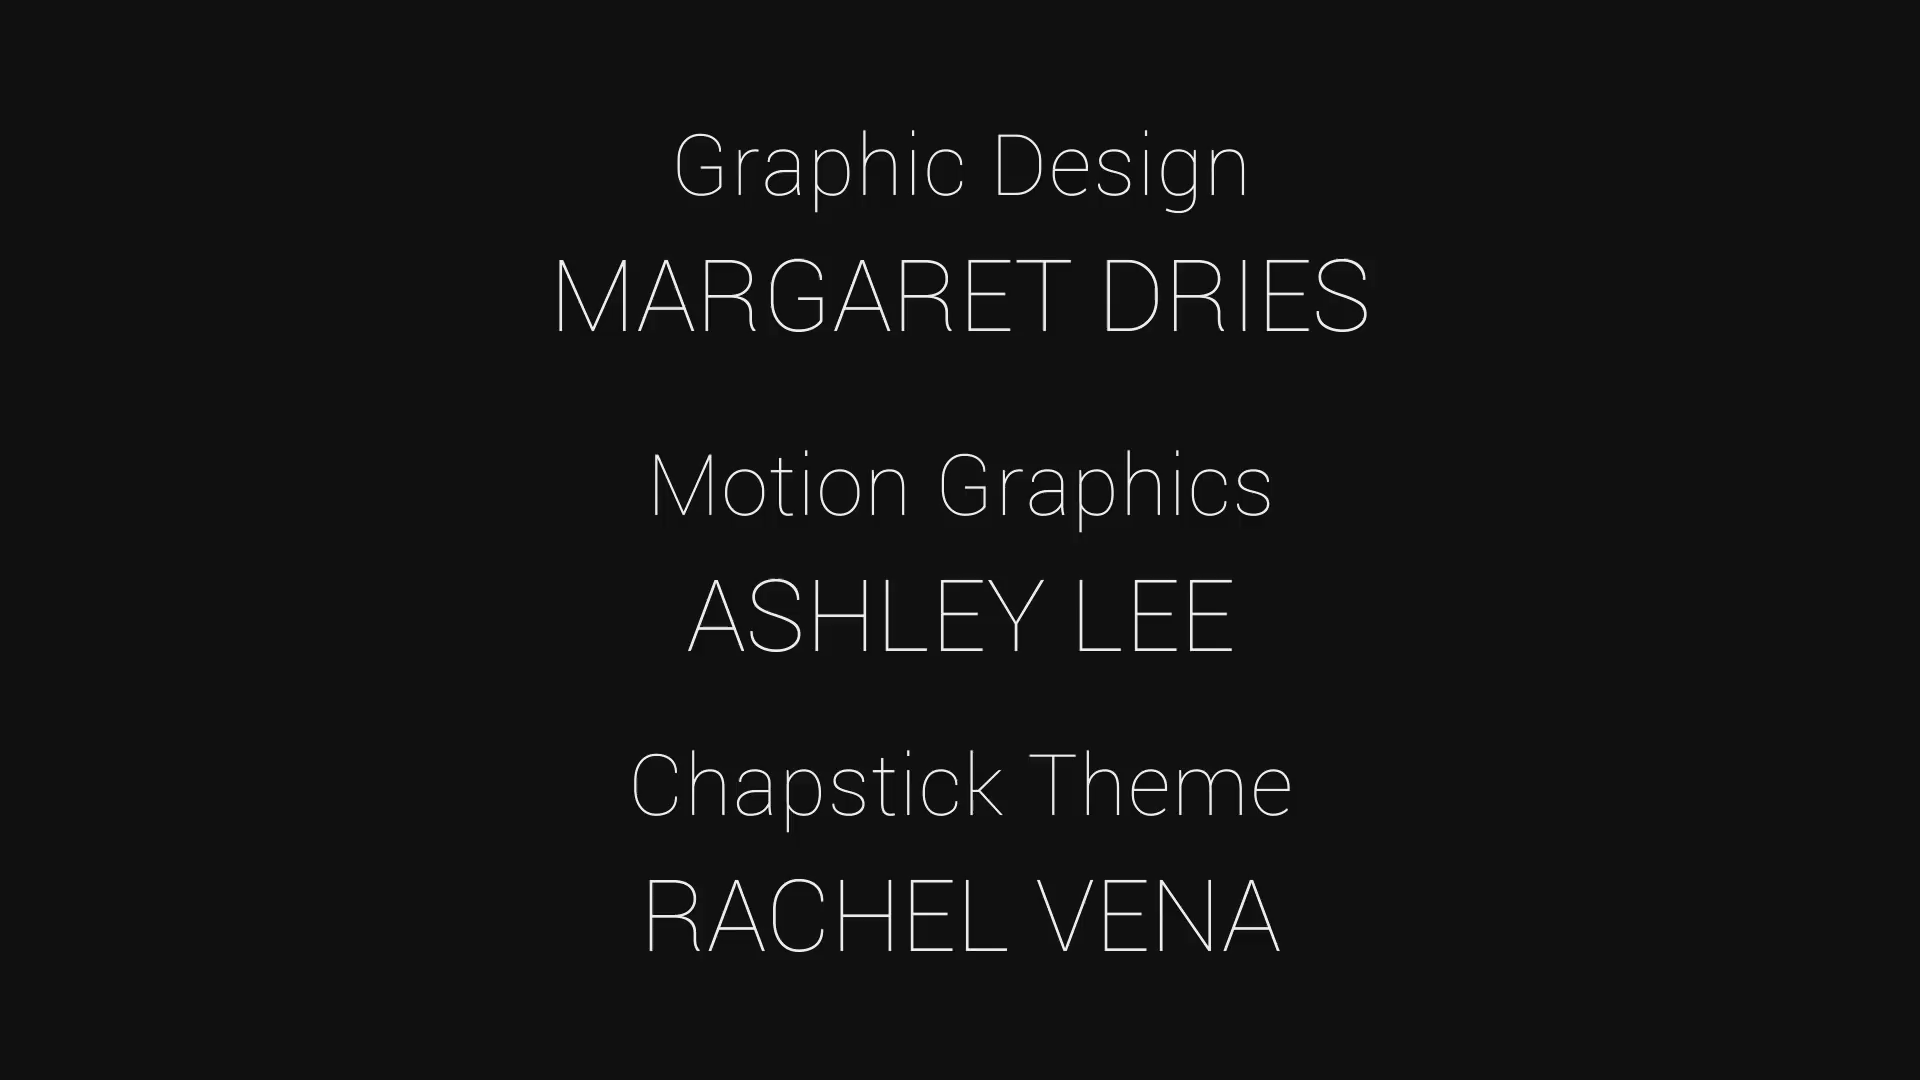 Graphic Design
MARGARET DRIES
Motion Graphics
ASHLEY LEE
Chapstick Theme
RACHEL VENA